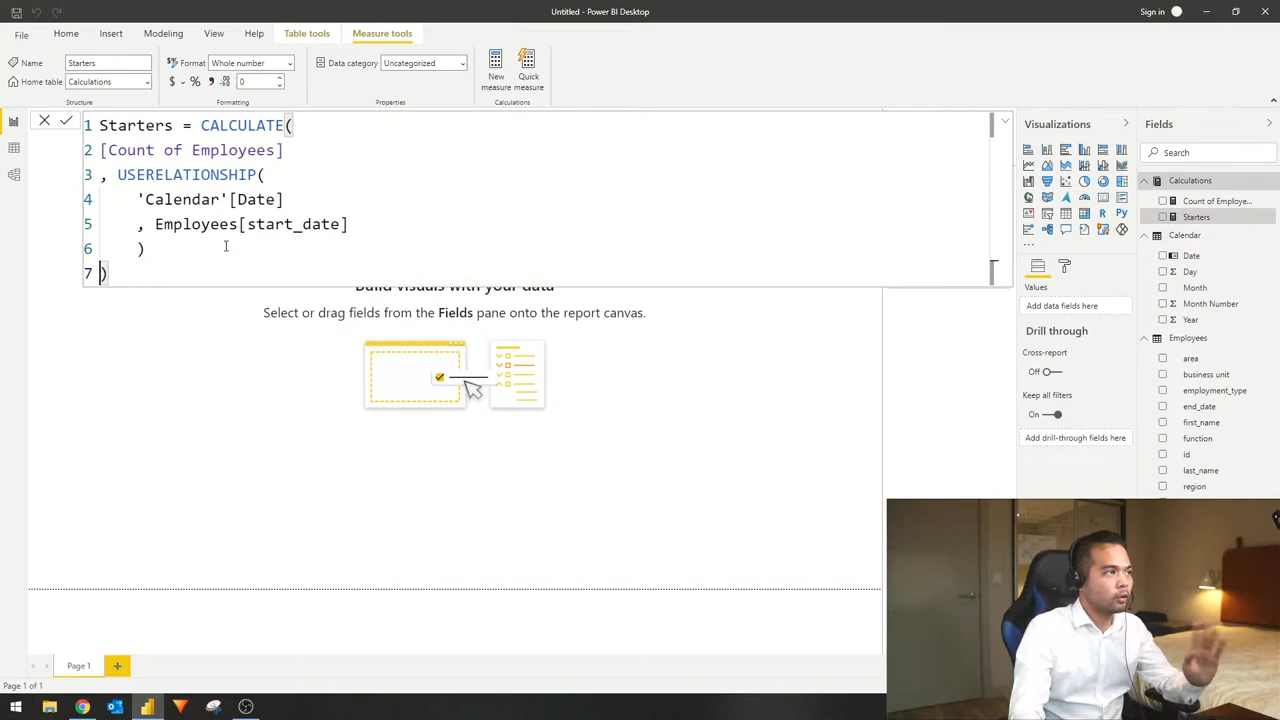 Untitled - Power BI Desktop
Sign in
File
Home
Insert
Modeling
View
Help
Table tools
Measure tools
Name
Starters
Home table
Calculations
Structure
Format
Whole number
$
%
0
Formatting
Data category
Uncategorized
Properties
New measure
Quick measure
Calculations
1 Starters = CALCULATE(
2 [Count of Employees]
3 , USERELATIONSHIP(
4 'Calendar'[Date]
5 , Employees[start_date]
6 )
7 )
Build visuals with your data
Select or drag fields from the Fields pane onto the report canvas.
Visualizations
R
Py
Values
Add data fields here
Drill through
Cross-report
Off
Keep all filters
On
Add drill-through fields here
Fields
Search
Calculations
Count of Employe...
Starters
Calendar
Date
Day
Month
Month Number
Year
Employees
area
business unit
employment_type
end_date
first_name
function
id
last_name
region
Page 1
Page 1 of 1